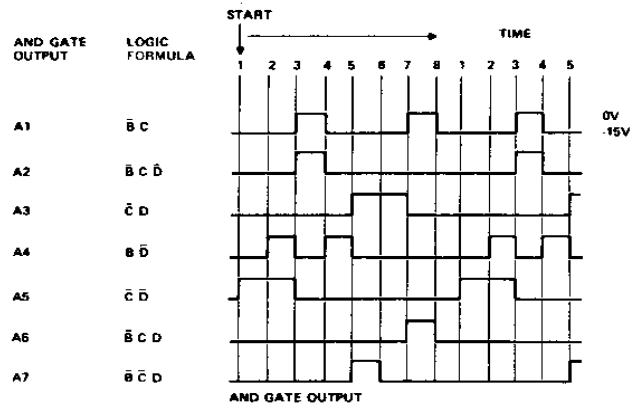 START
AND GATE OUTPUT LOGIC FORMULA TIME
1 2 3 4 5 6 7 8 1 2 3 4 5
A1 B̄ C 0V -15V
A2 B̄ C D̄
A3 C̄ D
A4 B D̄
A5 C̄ D̄
A6 B̄ C D
A7 B̄ C̄ D
AND GATE OUTPUT